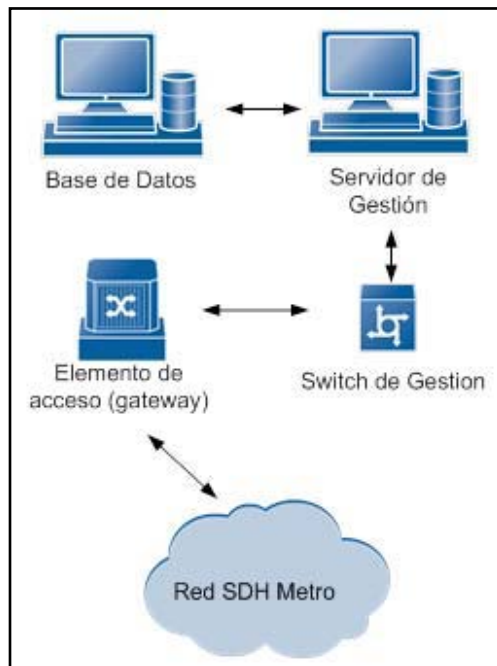 Base de Datos
Servidor de
Gestión
Elemento de
acceso (gateway)
Switch de Gestion
Red SDH Metro